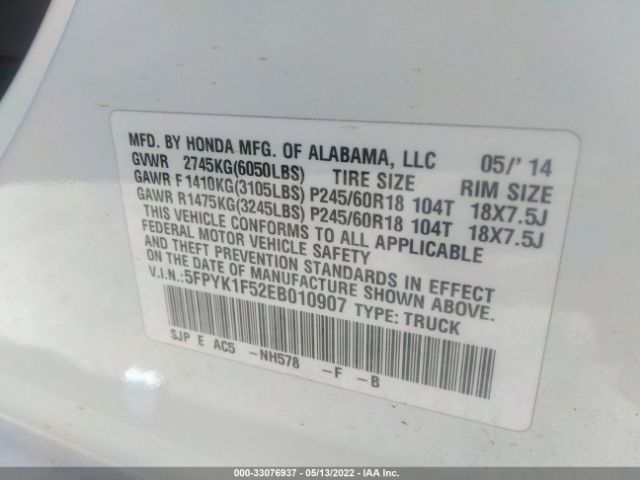 MFD. BY HONDA MFG. OF ALABAMA, LLC 05/' 14
GVWR 2745KG(6050LBS) TIRE SIZE RIM SIZE
GAWR F 1410KG(3105LBS) P245/60R18 104T 18X7.5J
GAWR R1475KG(3245LBS) P245/60R18 104T 18X7.5J
THIS VEHICLE CONFORMS TO ALL APPLICABLE
FEDERAL MOTOR VEHICLE SAFETY
AND THEFT PREVENTION STANDARDS IN EFFECT
ON THE DATE OF MANUFACTURE SHOWN ABOVE.
V.I.N.:5FPYK1F52EB010907 TYPE: TRUCK
SJP E AC5 -NH578 -F -B
000-33076937 - 05/13/2022 - IAA Inc.